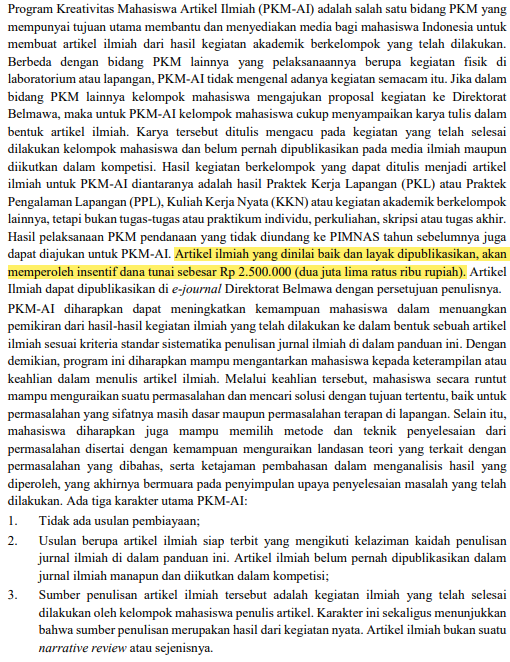 Program Kreativitas Mahasiswa Artikel Ilmiah (PKM-AI) adalah salah satu bidang PKM yang
mempunyai tujuan utama membantu dan menyediakan media bagi mahasiswa Indonesia untuk
membuat artikel ilmiah dari hasil kegiatan akademik berkelompok yang telah dilakukan.
Berbeda dengan bidang PKM lainnya yang pelaksanaannya berupa kegiatan fisik di
laboratorium atau lapangan, PKM-AI tidak mengenal adanya kegiatan semacam itu. Jika dalam
bidang PKM lainnya kelompok mahasiswa mengajukan proposal kegiatan ke Direktorat
Belmawa, maka untuk PKM-AI kelompok mahasiswa cukup menyampaikan karya tulis dalam
bentuk artikel ilmiah. Karya tersebut ditulis mengacu pada kegiatan yang telah selesai
dilakukan kelompok mahasiswa dan belum pernah dipublikasikan pada media ilmiah maupun
diikutkan dalam kompetisi. Hasil kegiatan berkelompok yang dapat ditulis menjadi artikel
ilmiah untuk PKM-AI diantaranya adalah hasil Praktek Kerja Lapangan (PKL) atau Praktek
Pengalaman Lapangan (PPL), Kuliah Kerja Nyata (KKN) atau kegiatan akademik berkelompok
lainnya, tetapi bukan tugas-tugas atau praktikum individu, perkuliahan, skripsi atau tugas akhir.
Hasil pelaksanaan PKM pendanaan yang tidak diundang ke PIMNAS tahun sebelumnya juga
dapat diajukan untuk PKM-AI. Artikel ilmiah yang dinilai baik dan layak dipublikasikan, akan
memperoleh insentif dana tunai sebesar Rp 2.500.000 (dua juta lima ratus ribu rupiah). Artikel
Ilmiah dapat dipublikasikan di e-journal Direktorat Belmawa dengan persetujuan penulisnya.
PKM-AI diharapkan dapat meningkatkan kemampuan mahasiswa dalam menuangkan
pemikiran dari hasil-hasil kegiatan ilmiah yang telah dilakukan ke dalam bentuk sebuah artikel
ilmiah sesuai kriteria standar sistematika penulisan jurnal ilmiah di dalam panduan ini. Dengan
demikian, program ini diharapkan mampu mengantarkan mahasiswa kepada keterampilan atau
keahlian dalam menulis artikel ilmiah. Melalui keahlian tersebut, mahasiswa secara runtut
mampu menguraikan suatu permasalahan dan mencari solusi dengan tujuan tertentu, baik untuk
permasalahan yang sifatnya masih dasar maupun permasalahan terapan di lapangan. Selain itu,
mahasiswa diharapkan juga mampu memilih metode dan teknik penyelesaian dari
permasalahan disertai dengan kemampuan menguraikan landasan teori yang terkait dengan
permasalahan yang dibahas, serta ketajaman pembahasan dalam menganalisis hasil yang
diperoleh, yang akhirnya bermuara pada penyimpulan upaya penyelesaian masalah yang telah
dilakukan. Ada tiga karakter utama PKM-AI:
1. Tidak ada usulan pembiayaan;
2. Usulan berupa artikel ilmiah siap terbit yang mengikuti kelaziman kaidah penulisan
jurnal ilmiah di dalam panduan ini. Artikel ilmiah belum pernah dipublikasikan dalam
jurnal ilmiah manapun dan diikutkan dalam kompetisi;
3. Sumber penulisan artikel ilmiah tersebut adalah kegiatan ilmiah yang telah selesai
dilakukan oleh kelompok mahasiswa penulis artikel. Karakter ini sekaligus menunjukkan
bahwa sumber penulisan merupakan hasil dari kegiatan nyata. Artikel ilmiah bukan suatu
narrative review atau sejenisnya.